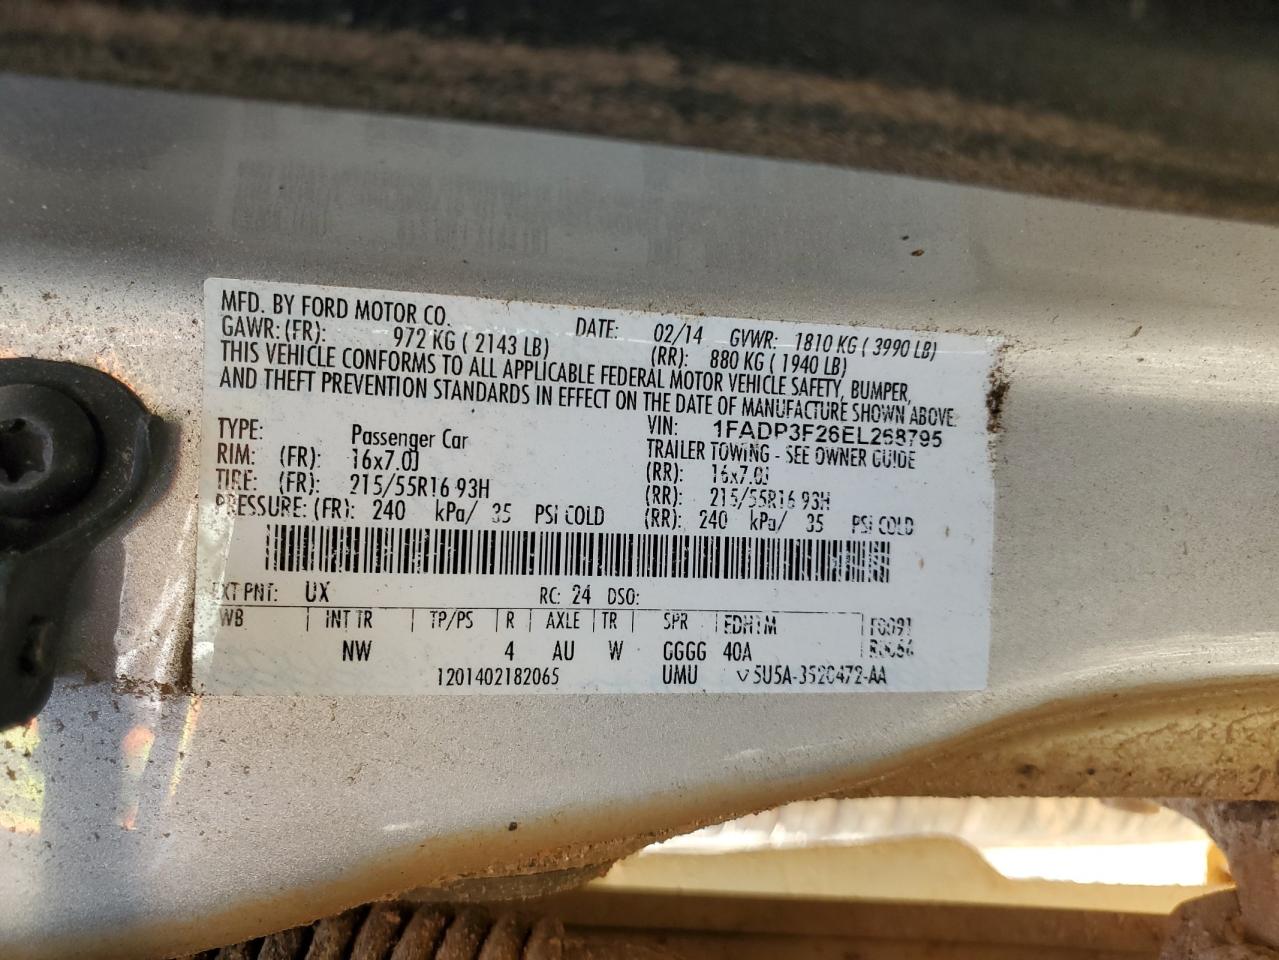 MFD. BY FORD MOTOR CO. DATE: 02/14 GVWR: 1810 KG ( 3990 LB)
GAWR: (FR): 972 KG ( 2143 LB) (RR): 880 KG ( 1940 LB)
THIS VEHICLE CONFORMS TO ALL APPLICABLE FEDERAL MOTOR VEHICLE SAFETY, BUMPER,
AND THEFT PREVENTION STANDARDS IN EFFECT ON THE DATE OF MANUFACTURE SHOWN ABOVE.
VIN: 1FADP3F26EL268795
TYPE: Passenger Car TRAILER TOWING - SEE OWNER GUIDE
RIM: (FR): 16x7.0J (RR): 16x7.0J
TIRE: (FR): 215/55R16 93H (RR): 215/55R16 93H
PRESSURE: (FR): 240 kPa/ 35 PSI COLD (RR): 240 kPa/ 35 PSI COLD
EXT PNT: UX RC: 24 DSO:
WB INT TR TP/PS R AXLE TR SPR EDH1M
NW 4 AU W GGGG 40A
1201402182065 UMU 5U5A-3520472-AA